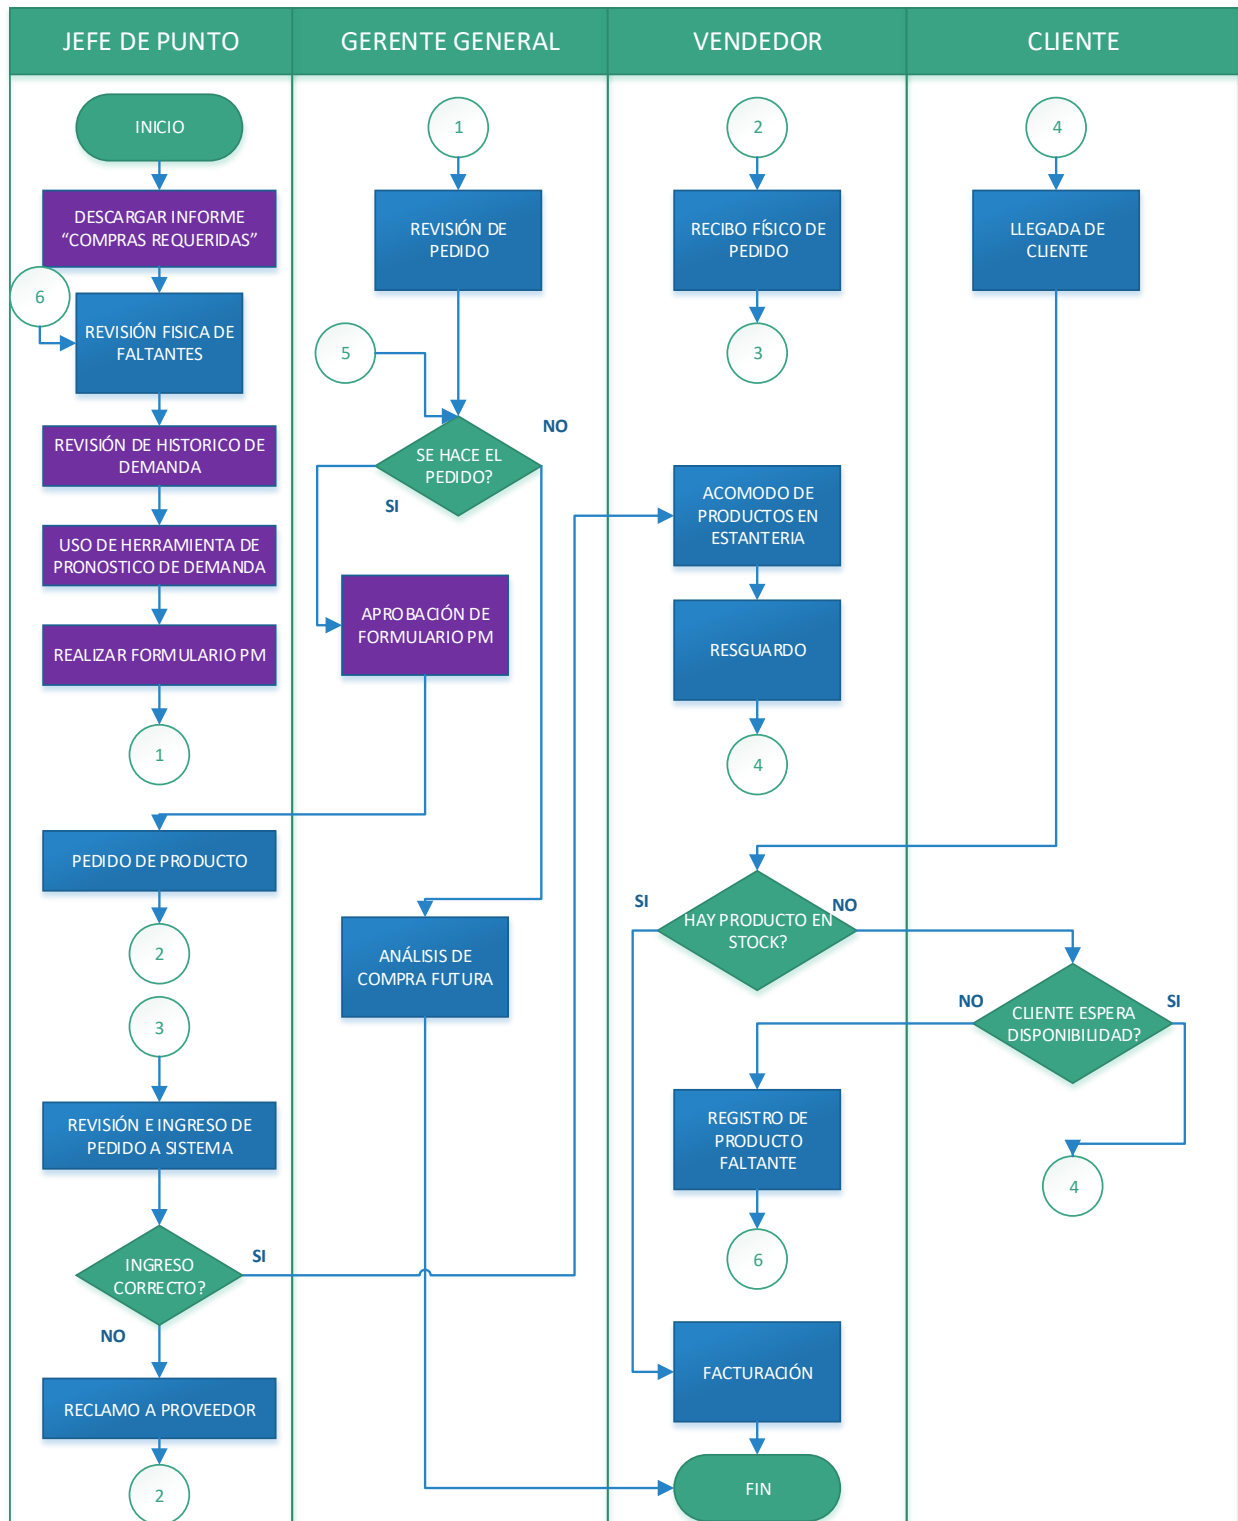 JEFE DE PUNTO
GERENTE GENERAL
VENDEDOR
CLIENTE
INICIO
DESCARGAR INFORME
“COMPRAS REQUERIDAS”
6
REVISIÓN FISICA DE
FALTANTES
REVISIÓN DE HISTORICO DE
DEMANDA
USO DE HERRAMIENTA DE
PRONOSTICO DE DEMANDA
REALIZAR FORMULARIO PM
1
PEDIDO DE PRODUCTO
2
3
REVISIÓN E INGRESO DE
PEDIDO A SISTEMA
INGRESO
CORRECTO?
SI
NO
RECLAMO A PROVEEDOR
2
1
REVISIÓN DE
PEDIDO
5
SE HACE EL
PEDIDO?
NO
SI
APROBACIÓN DE
FORMULARIO PM
ANÁLISIS DE
COMPRA FUTURA
2
RECIBO FÍSICO DE
PEDIDO
3
ACOMODO DE
PRODUCTOS EN
ESTANTERIA
RESGUARDO
4
SI
HAY PRODUCTO EN
STOCK?
NO
REGISTRO DE
PRODUCTO
FALTANTE
6
FACTURACIÓN
FIN
4
LLEGADA DE
CLIENTE
NO
CLIENTE ESPERA
DISPONIBILIDAD?
SI
4